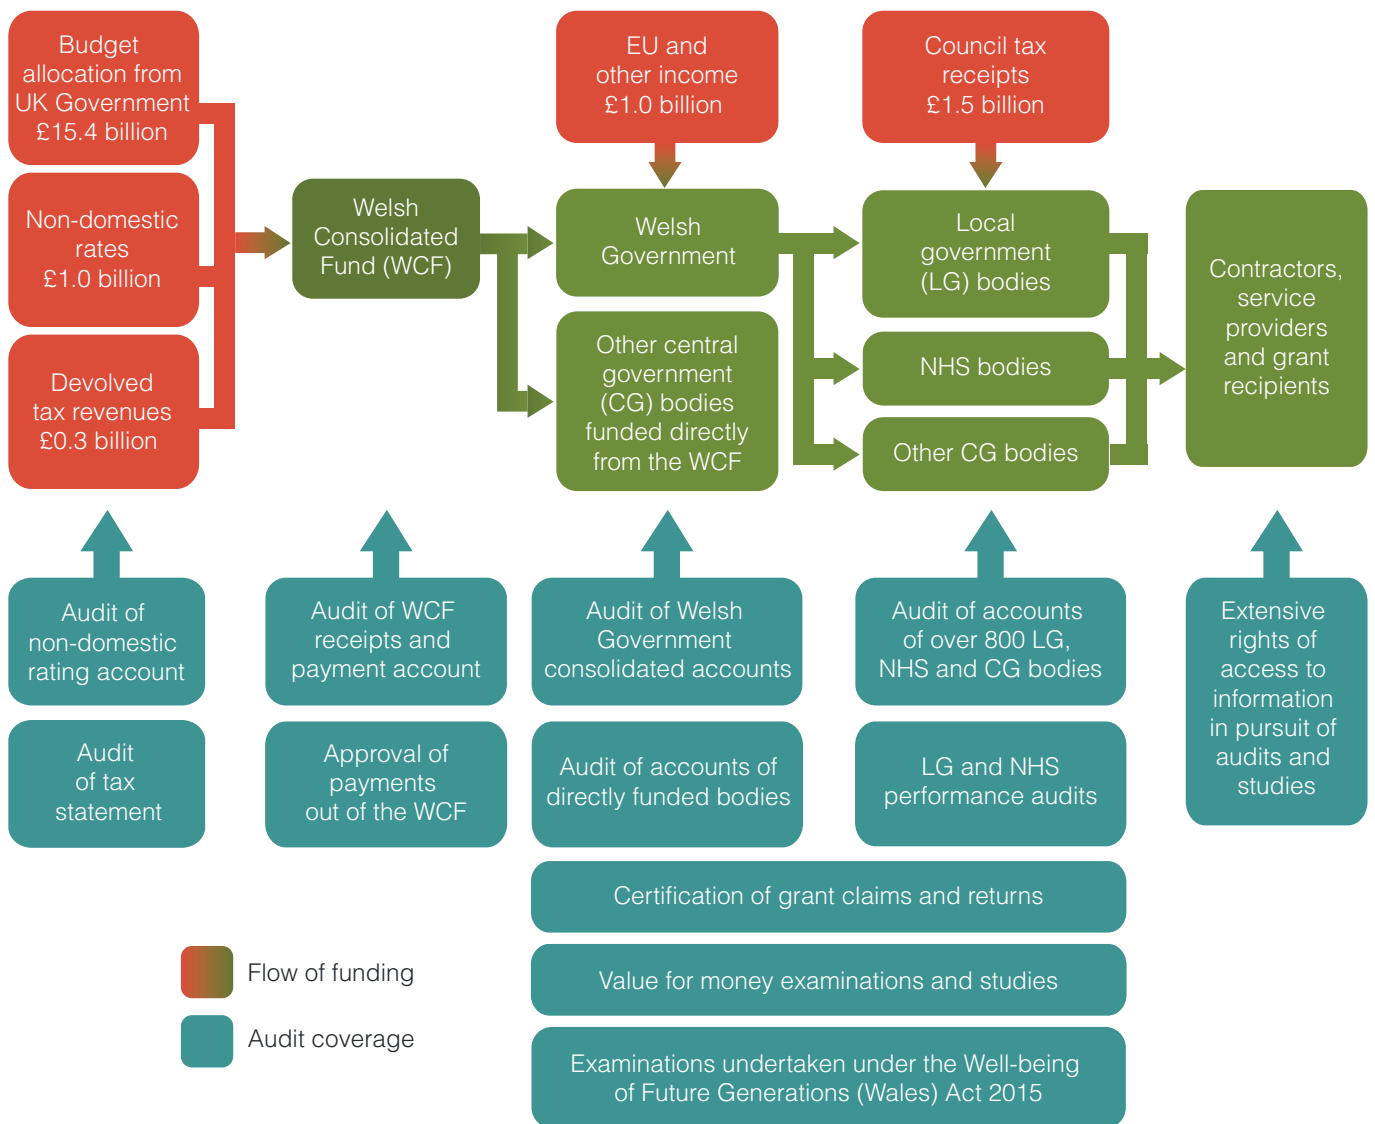 Budget
allocation from
UK Government
£15.4 billion
Non-domestic
rates
£1.0 billion
Devolved
tax revenues
£0.3 billion
Welsh
Consolidated
Fund (WCF)
EU and
other income
£1.0 billion
Welsh
Government
Other central
government
(CG) bodies
funded directly
from the WCF
Council tax
receipts
£1.5 billion
Local
government
(LG) bodies
NHS bodies
Other CG bodies
Contractors,
service
providers
and grant
recipients
Audit of
non-domestic
rating account
Audit
of tax
statement
Audit of WCF
receipts and
payment account
Approval of
payments
out of the WCF
Audit of Welsh
Government
consolidated accounts
Audit of accounts of
directly funded bodies
Audit of accounts
of over 800 LG,
NHS and CG bodies
LG and NHS
performance audits
Extensive
rights of
access to
information
in pursuit of
audits and
studies
Certification of grant claims and returns
Value for money examinations and studies
Examinations undertaken under the Well-being
of Future Generations (Wales) Act 2015
Flow of funding
Audit coverage